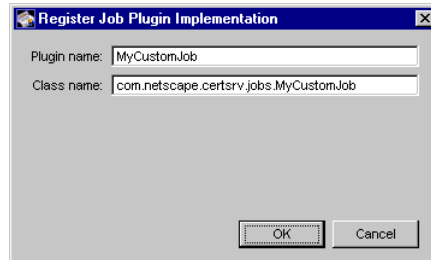 Register Job Plugin Implementation
Plugin name: MyCustomJob
Class name: com.netscape.certsrv.jobs.MyCustomJob
OK Cancel